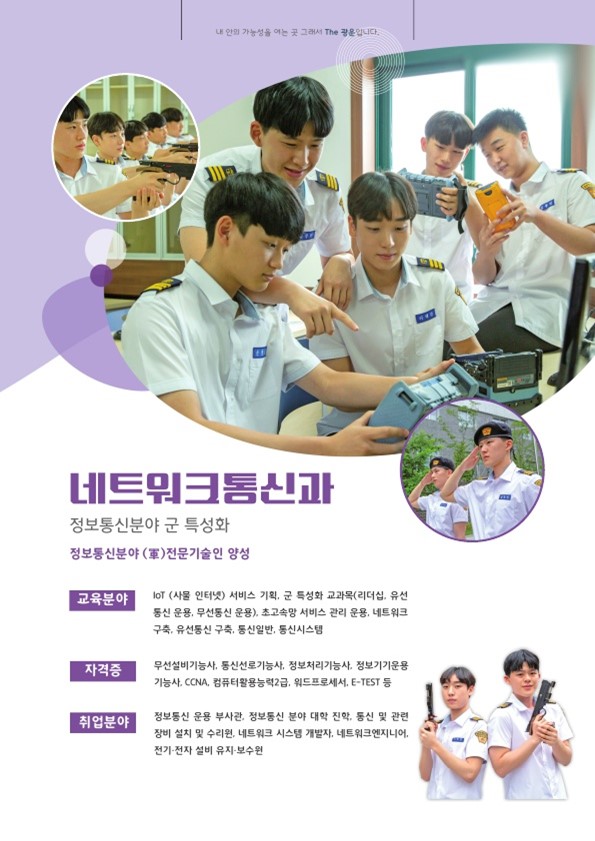 내 안의 가능성을 여는 곳 그래서 The 광운입니다.
네트워크통신과
정보통신분야 군 특성화
정보통신분야 (軍)전문기술인 양성
교육분야
IoT (사물 인터넷) 서비스 기획, 군 특성화 교과목(리더십, 유선
통신 운용, 무선통신 운용), 초고속망 서비스 관리 운용, 네트워크
구축, 유선통신 구축, 통신일반, 통신시스템
자격증
무선설비기능사, 통신선로기능사, 정보처리기능사, 정보기기운용
기능사, CCNA, 컴퓨터활용능력2급, 워드프로세서, E-TEST 등
취업분야
정보통신 운용 부사관, 정보통신 분야 대학 진학, 통신 및 관련
장비 설치 및 수리원, 네트워크 시스템 개발자, 네트워크엔지니어,
전기·전자 설비 유지·보수원